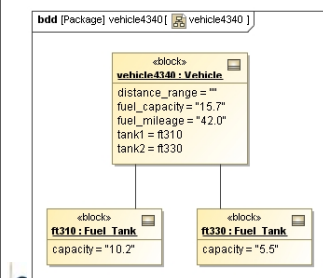 bdd [Package] vehicle4340 [ vehicle4340 ]
«block»
vehicle4340 : Vehicle
distance_range = ""
fuel_capacity = "15.7"
fuel_mileage = "42.0"
tank1 = ft310
tank2 = ft330
«block»
ft310 : Fuel_Tank
capacity = "10.2"
«block»
ft330 : Fuel_Tank
capacity = "5.5"